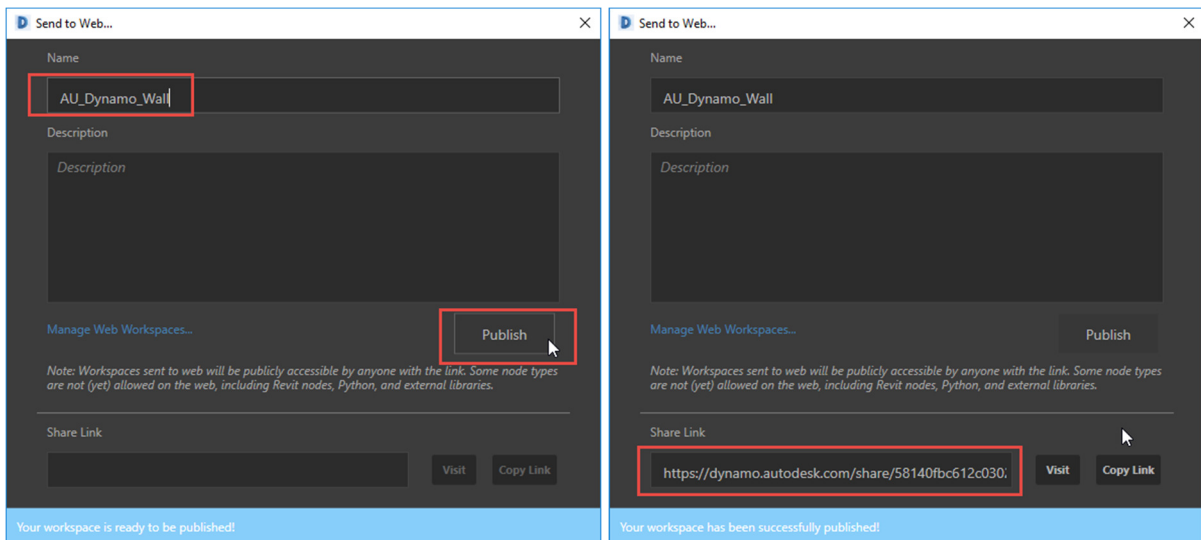 Send to Web...
Name
AU_Dynamo_Wall
Description
Description
Manage Web Workspaces...
Publish
Note: Workspaces sent to web will be publicly accessible by anyone with the link. Some node types
are not (yet) allowed on the web, including Revit nodes, Python, and external libraries.
Share Link
Visit
Copy Link
Your workspace is ready to be published!
Send to Web...
Name
AU_Dynamo_Wall
Description
Description
Manage Web Workspaces...
Publish
Note: Workspaces sent to web will be publicly accessible by anyone with the link. Some node types
are not (yet) allowed on the web, including Revit nodes, Python, and external libraries.
Share Link
https://dynamo.autodesk.com/share/58140fbc612c030
Visit
Copy Link
Your workspace has been successfully published!